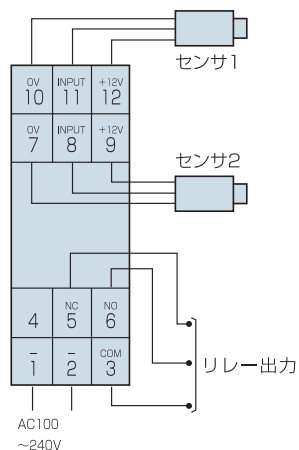 センサ1
0V INPUT +12V
10 11 12
0V INPUT +12V
7 8 9
センサ2
NC NO
4 5 6
リレー出力
– – COM
1 2 3
AC100
~240V